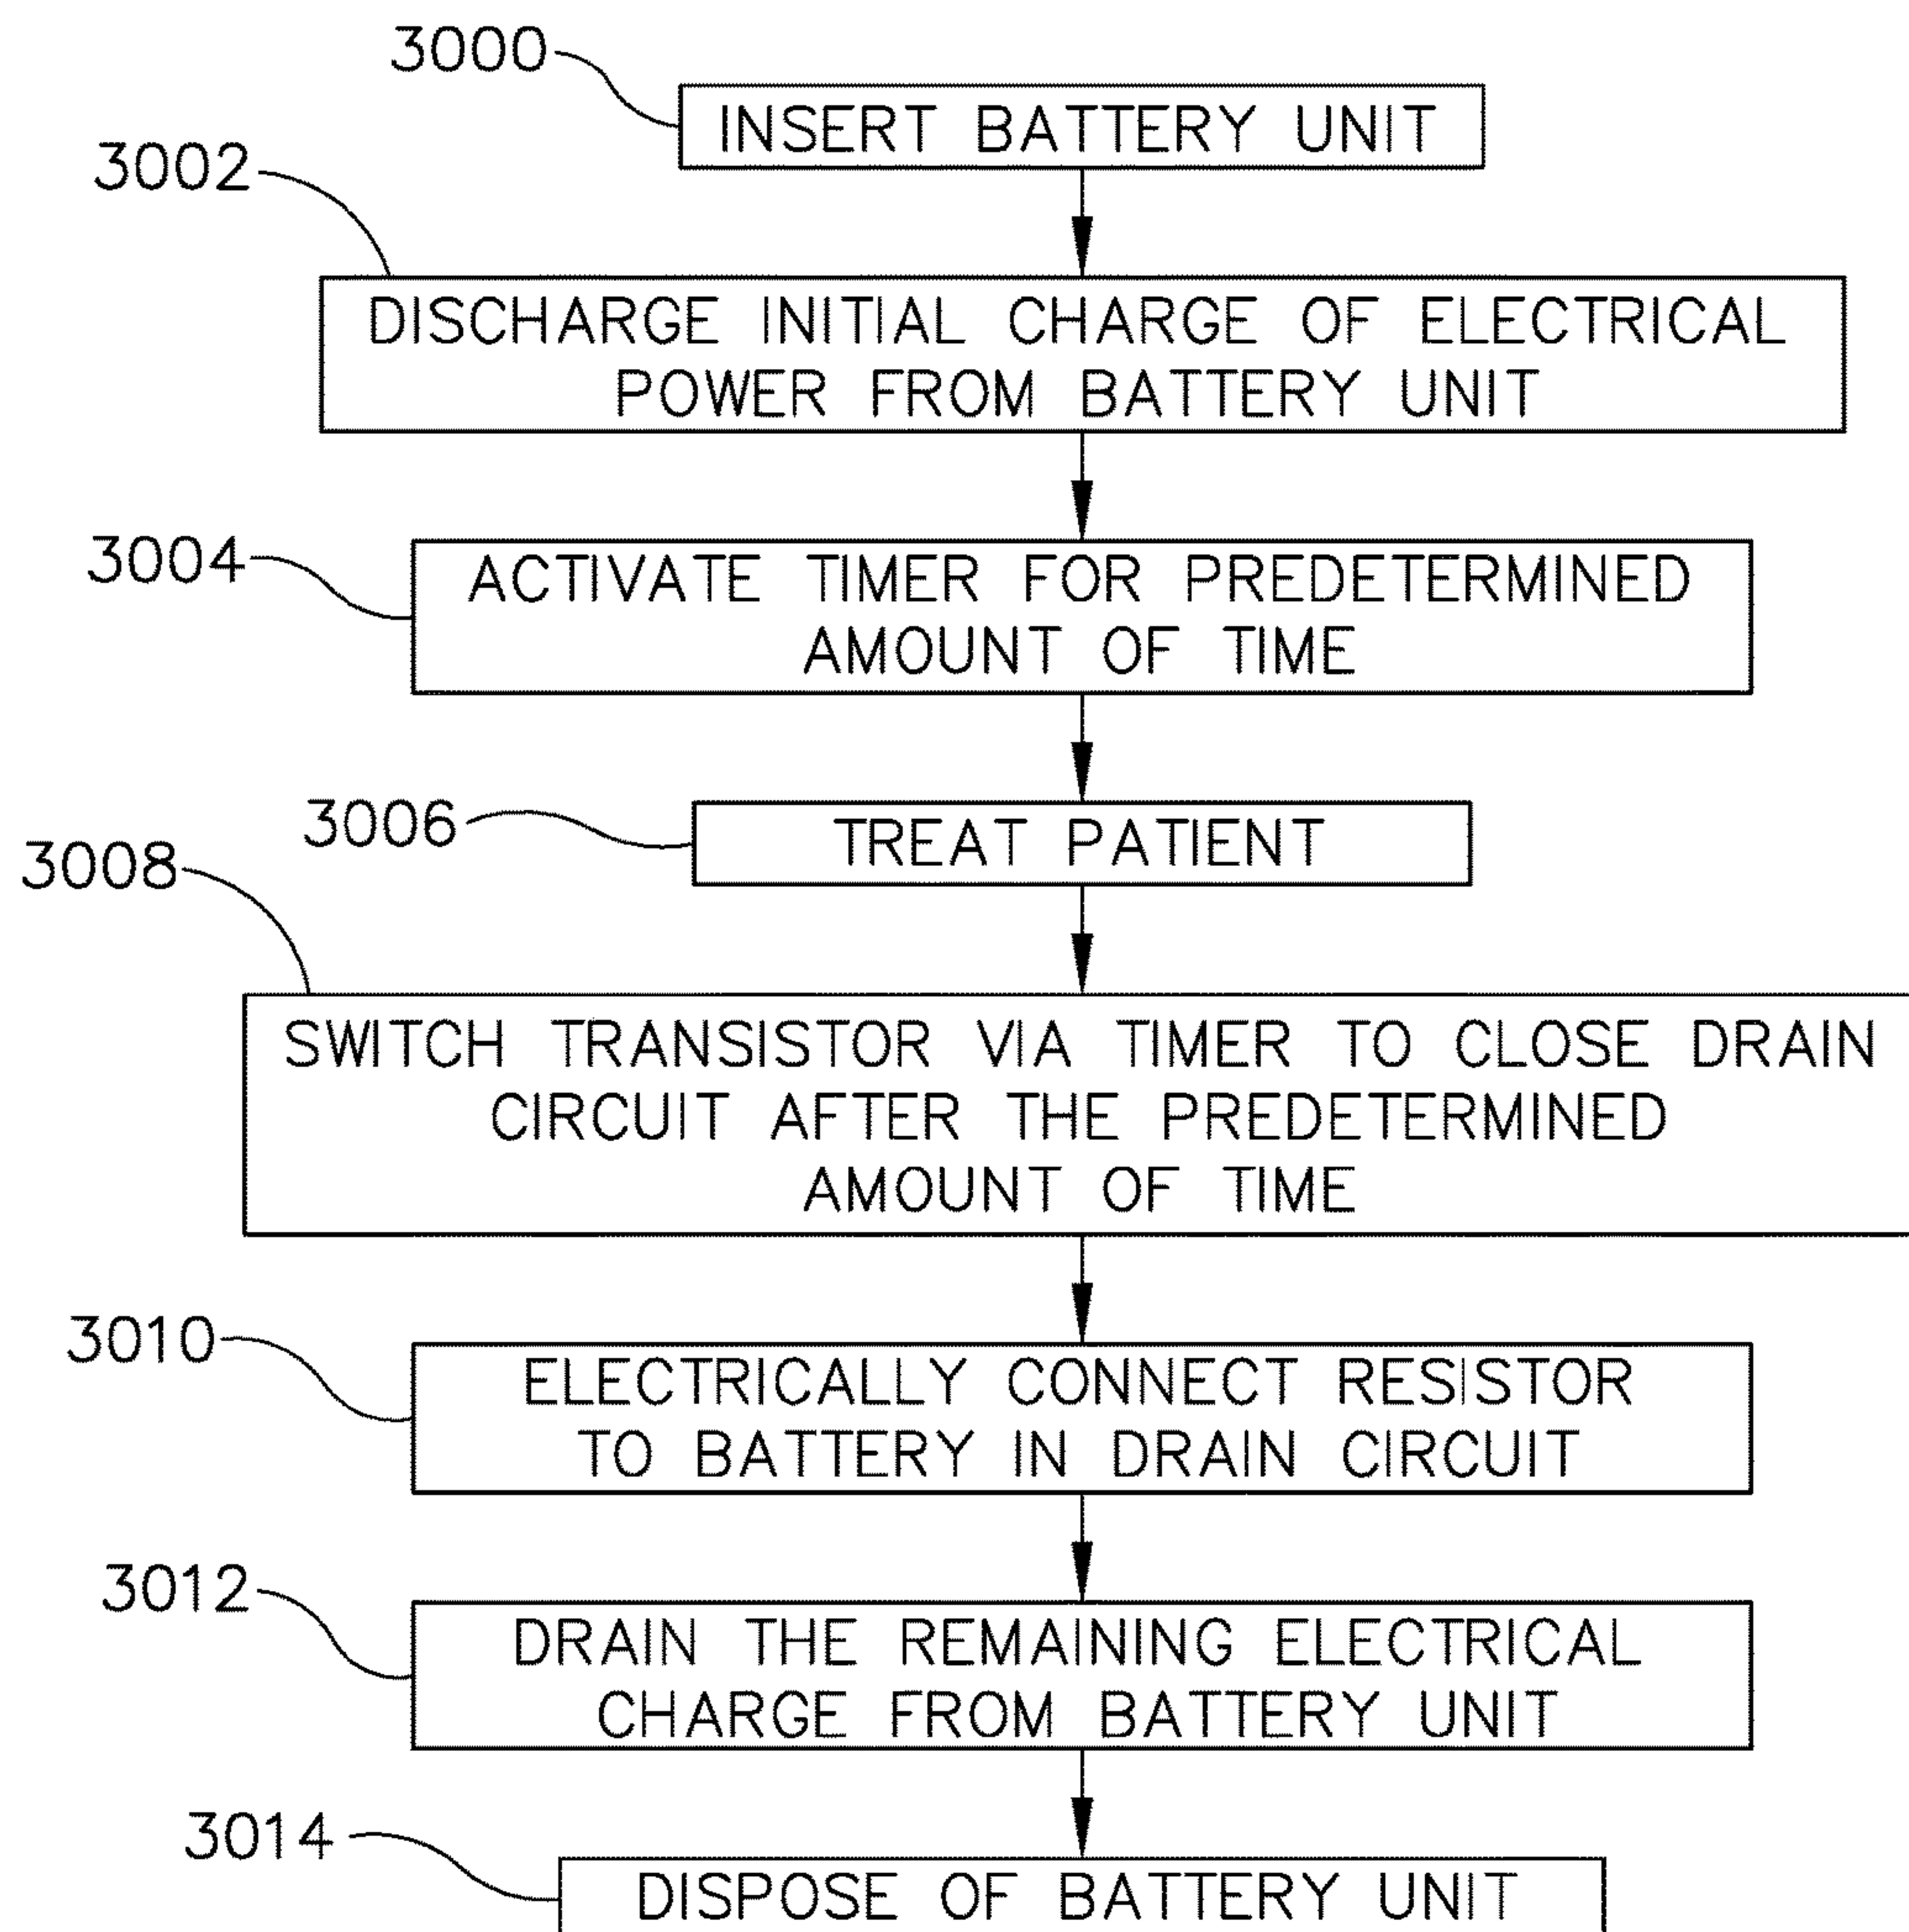 3000
INSERT BATTERY UNIT
3002
DISCHARGE INITIAL CHARGE OF ELECTRICAL
POWER FROM BATTERY UNIT
3004
ACTIVATE TIMER FOR PREDETERMINED
AMOUNT OF TIME
3006
TREAT PATIENT
3008
SWITCH TRANSISTOR VIA TIMER TO CLOSE DRAIN
CIRCUIT AFTER THE PREDETERMINED
AMOUNT OF TIME
3010
ELECTRICALLY CONNECT RESISTOR
TO BATTERY IN DRAIN CIRCUIT
3012
DRAIN THE REMAINING ELECTRICAL
CHARGE FROM BATTERY UNIT
3014
DISPOSE OF BATTERY UNIT